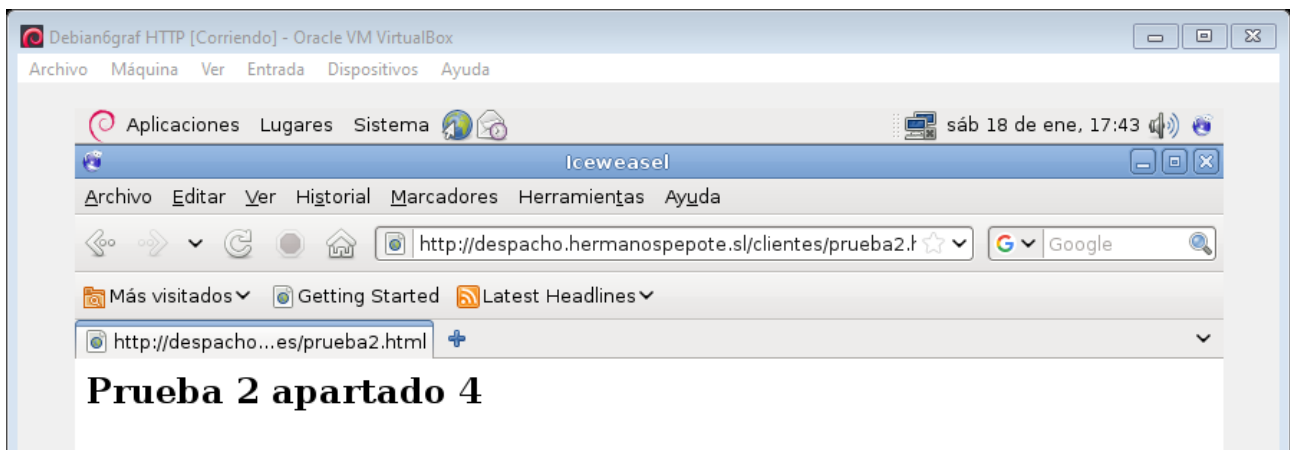 Debian6graf HTTP [Corriendo] - Oracle VM VirtualBox
Archivo Máquina Ver Entrada Dispositivos Ayuda
Aplicaciones Lugares Sistema sáb 18 de ene, 17:43
Iceweasel
Archivo Editar Ver Historial Marcadores Herramientas Ayuda
http://despacho.hermanospepote.sl/clientes/prueba2.h G Google
Más visitados Getting Started Latest Headlines
http://despacho...es/prueba2.html
Prueba 2 apartado 4